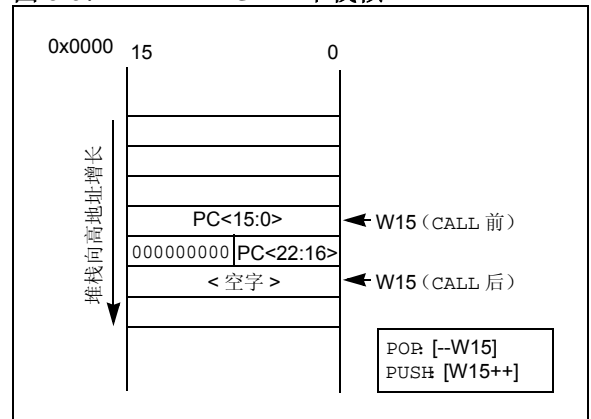 0x0000 15 0
堆栈向高地址增长
PC<15:0>
W15（CALL 前）
000000000 PC<22:16>
<空字>
W15（CALL 后）
POP: [--W15]
PUSH: [W15++]